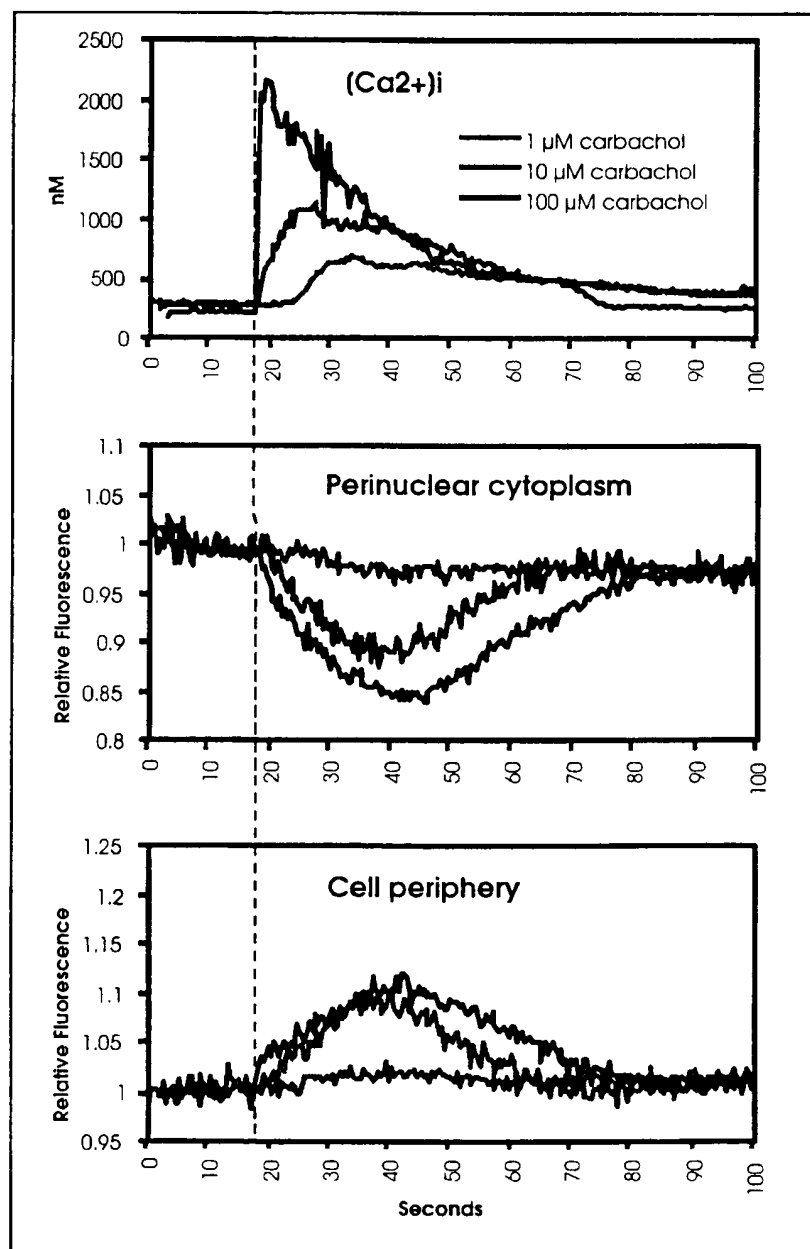 2500
(Ca2+)i
2000
1500
1000
500
0
nM
1 µM carbachol
10 µM carbachol
100 µM carbachol
0 10 20 30 40 50 60 70 80 90 100
1.1
Perinuclear cytoplasm
1.05
1
0.95
0.9
0.85
0.8
Relative Fluorescence
0 10 20 30 40 50 60 70 80 90 100
1.25
Cell periphery
1.2
1.15
1.1
1.05
1
0.95
Relative Fluorescence
0 10 20 30 40 50 60 70 80 90 100
Seconds